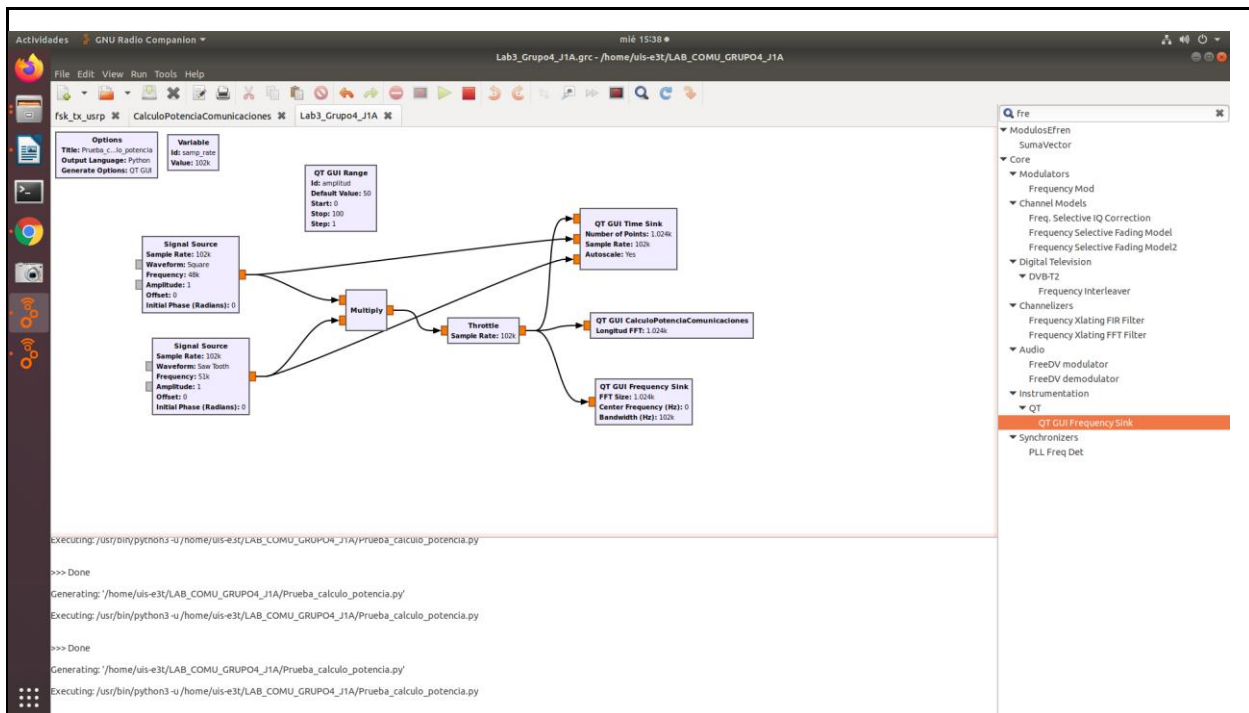 Actividades GNU Radio Companion mié 15:38
Lab3_Grupo4_J1A.grc - /home/uis-e3t/LAB_COMU_GRUPO4_J1A
File Edit View Run Tools Help
fsk_tx_usrp CalculoPotenciaComunicaciones Lab3_Grupo4_J1A
Options
Title: Prueba_c...lo_potencia
Output Language: Python
Generate Options: QT GUI
Variable
Id: samp_rate
Value: 102k
QT GUI Range
Id: amplitud
Default Value: 50
Start: 0
Stop: 100
Step: 1
Signal Source
Sample Rate: 102k
Waveform: Square
Frequency: 48k
Amplitude: 1
Offset: 0
Initial Phase (Radians): 0
Signal Source
Sample Rate: 102k
Waveform: Saw Tooth
Frequency: 51k
Amplitude: 1
Offset: 0
Initial Phase (Radians): 0
Multiply
Throttle
Sample Rate: 102k
QT GUI Time Sink
Number of Points: 1.024k
Sample Rate: 102k
Autoscale: Yes
QT GUI CalculoPotenciaComunicaciones
Longitud FFT: 1.024k
QT GUI Frequency Sink
FFT Size: 1.024k
Center Frequency (Hz): 0
Bandwidth (Hz): 102k
fre
ModulosEfren
SumaVector
Core
Modulators
Frequency Mod
Channel Models
Freq. Selective IQ Correction
Frequency Selective Fading Model
Frequency Selective Fading Model2
Digital Television
DVB-T2
Frequency Interleaver
Channelizers
Frequency Xlating FIR Filter
Frequency Xlating FFT Filter
Audio
FreeDV modulator
FreeDV demodulator
Instrumentation
QT
QT GUI Frequency Sink
Synchronizers
PLL Freq Det
Executing: /usr/bin/python3 -u /home/uis-e3t/LAB_COMU_GRUPO4_J1A/Prueba_calculo_potencia.py
>>> Done
Generating: '/home/uis-e3t/LAB_COMU_GRUPO4_J1A/Prueba_calculo_potencia.py'
Executing: /usr/bin/python3 -u /home/uis-e3t/LAB_COMU_GRUPO4_J1A/Prueba_calculo_potencia.py
>>> Done
Generating: '/home/uis-e3t/LAB_COMU_GRUPO4_J1A/Prueba_calculo_potencia.py'
Executing: /usr/bin/python3 -u /home/uis-e3t/LAB_COMU_GRUPO4_J1A/Prueba_calculo_potencia.py